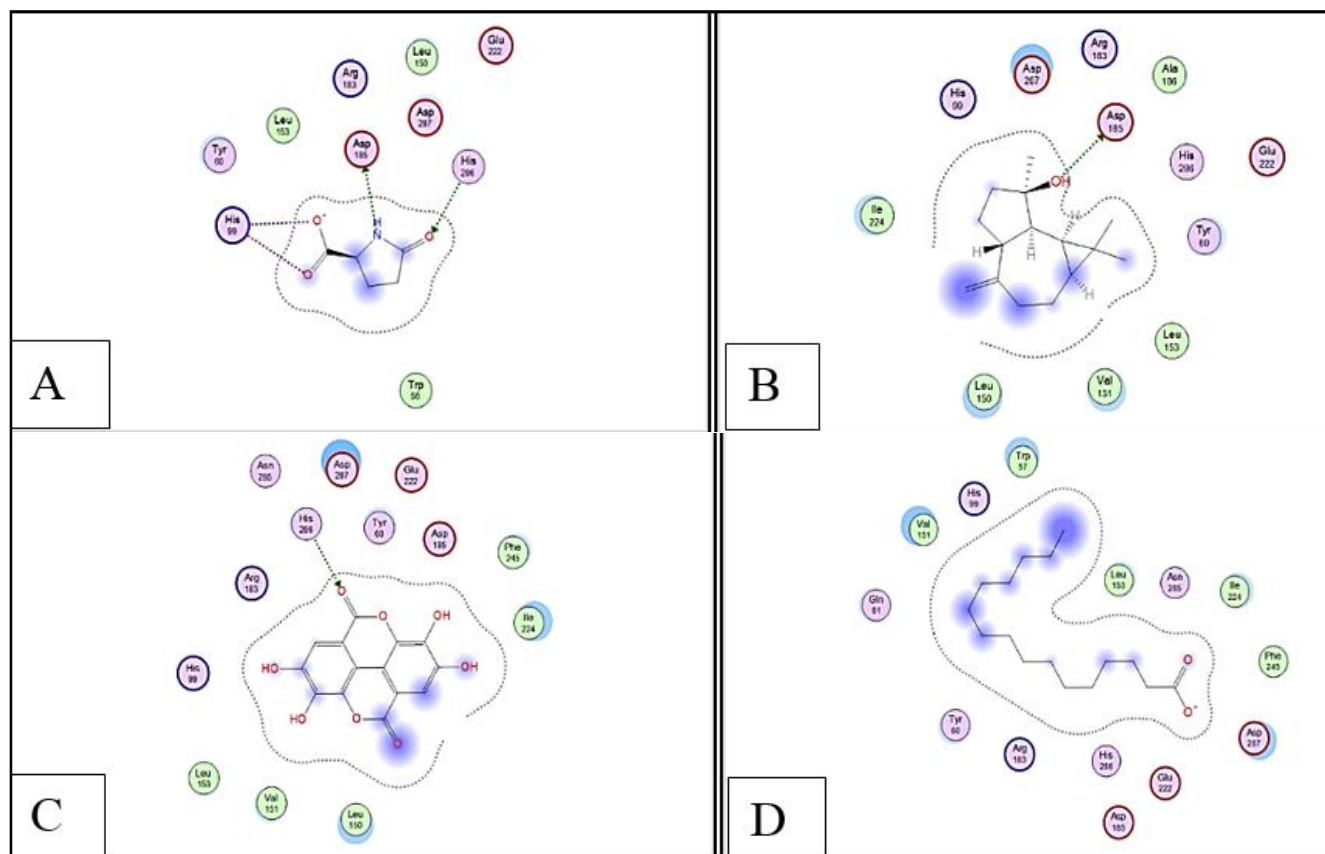 Glu
222
Leu
150
Arg
183
Asp
287
Leu
153
Asp
185
Tyr
60
His
286
His
99
O-
H
N
O
O
Trp
A
Arg
183
Asp
287
Ala
186
His
99
Asp
185
Glu
222
His
286
OH
Ile
224
Tyr
60
H
H
H
H
Leu
153
Leu
150
Val
151
B
Asn
285
Asp
287
Glu
222
His
286
Tyr
60
Asp
185
Phe
245
Arg
183
O
O
OH
Ile
224
HO
OH
His
99
HO
O
O
Leu
153
Val
151
Leu
150
C
Trp
57
His
99
Val
151
Leu
153
Asn
285
Ile
224
Gln
61
O
Phe
245
O-
Tyr
60
Arg
183
His
286
Asp
287
Glu
222
Asp
185
D